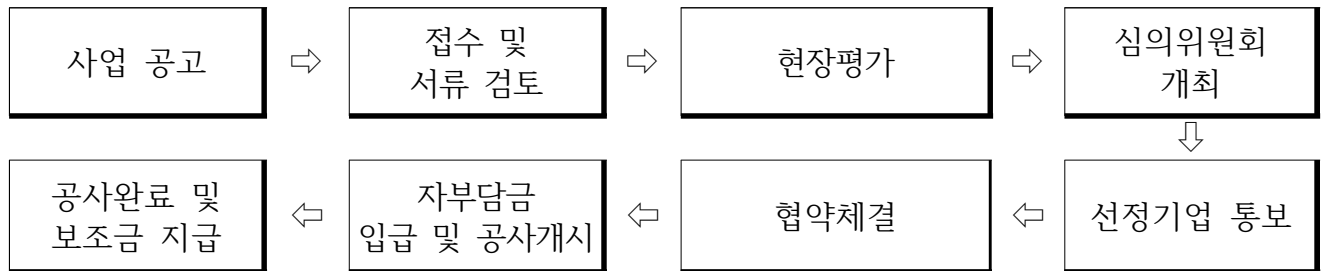 사업 공고
접수 및
서류 검토
현장평가
심의위원회
개최
선정기업 통보
협약체결
자부담금
입급 및 공사개시
공사완료 및
보조금 지급